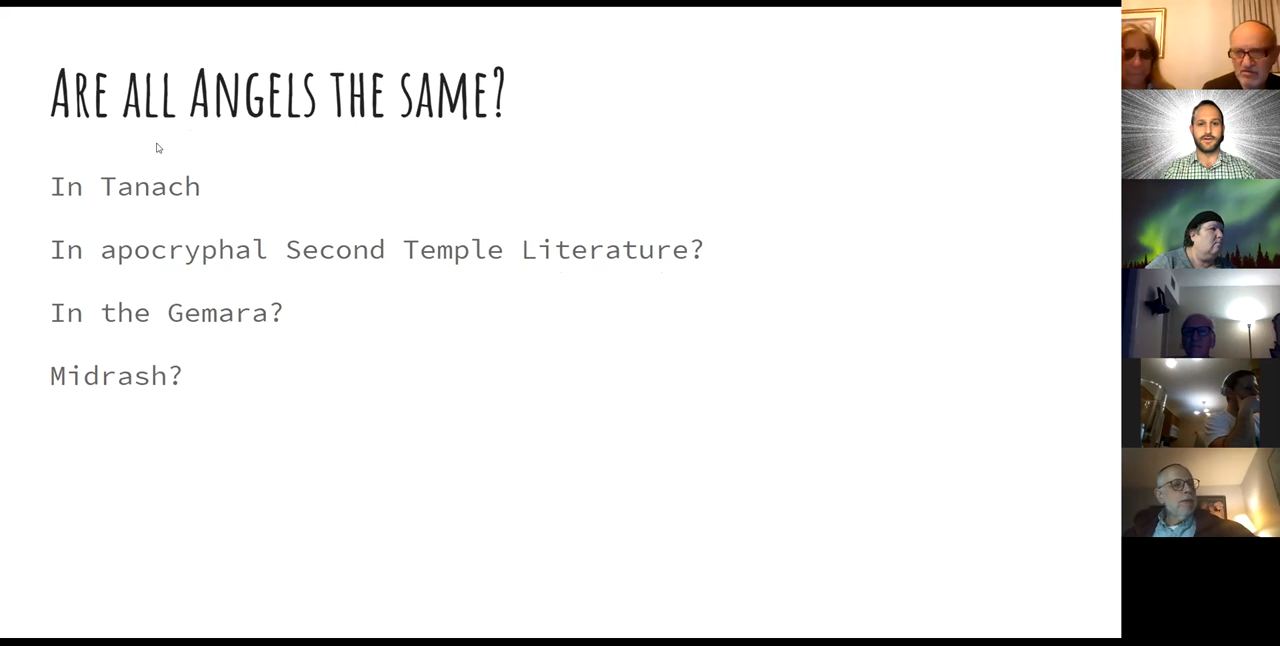 Are all Angels the same?
In Tanach
In apocryphal Second Temple Literature?
In the Gemara?
Midrash?